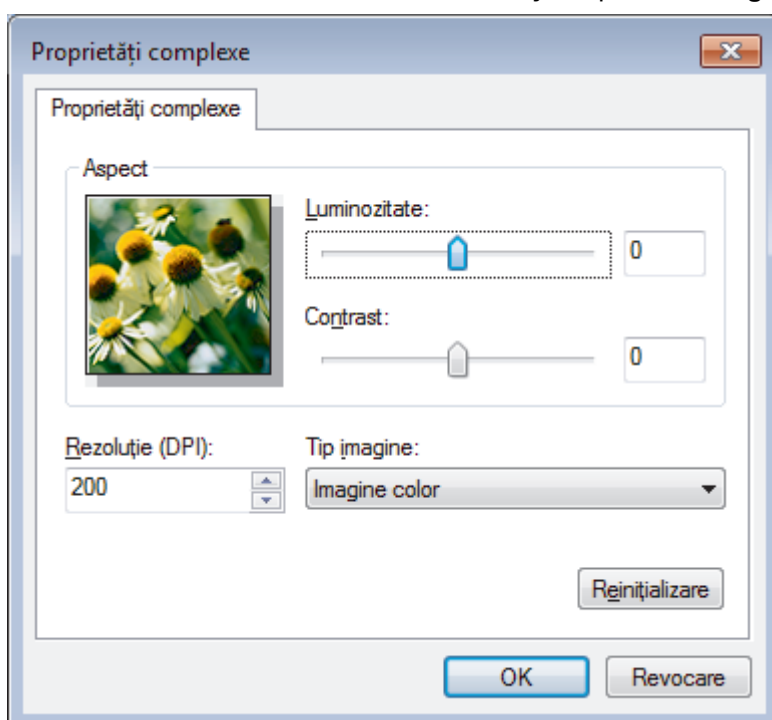 Proprietăți complexe
Proprietăți complexe
Aspect
Luminozitate:
0
Contrast:
0
Rezoluție (DPI):
Tip imagine:
200
Imagine color
Reinițializare
OK
Revocare